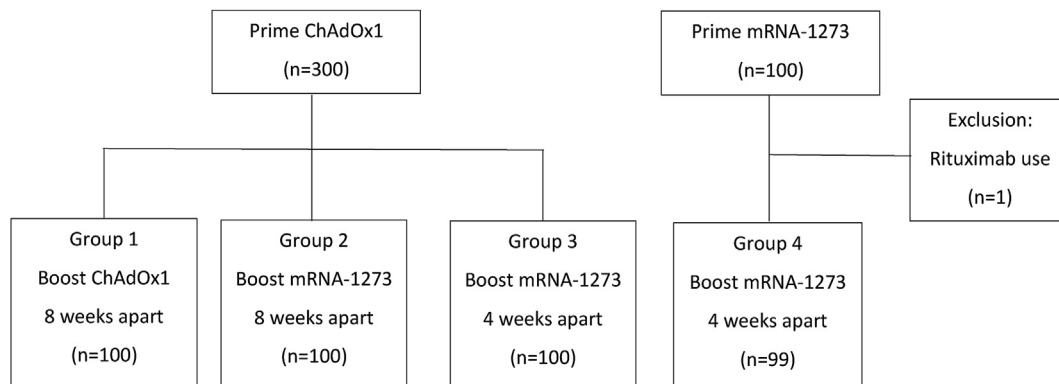 Prime ChAdOx1
(n=300)
Prime mRNA-1273
(n=100)
Exclusion:
Rituximab use
(n=1)
Group 1
Boost ChAdOx1
8 weeks apart
(n=100)
Group 2
Boost mRNA-1273
8 weeks apart
(n=100)
Group 3
Boost mRNA-1273
4 weeks apart
(n=100)
Group 4
Boost mRNA-1273
4 weeks apart
(n=99)